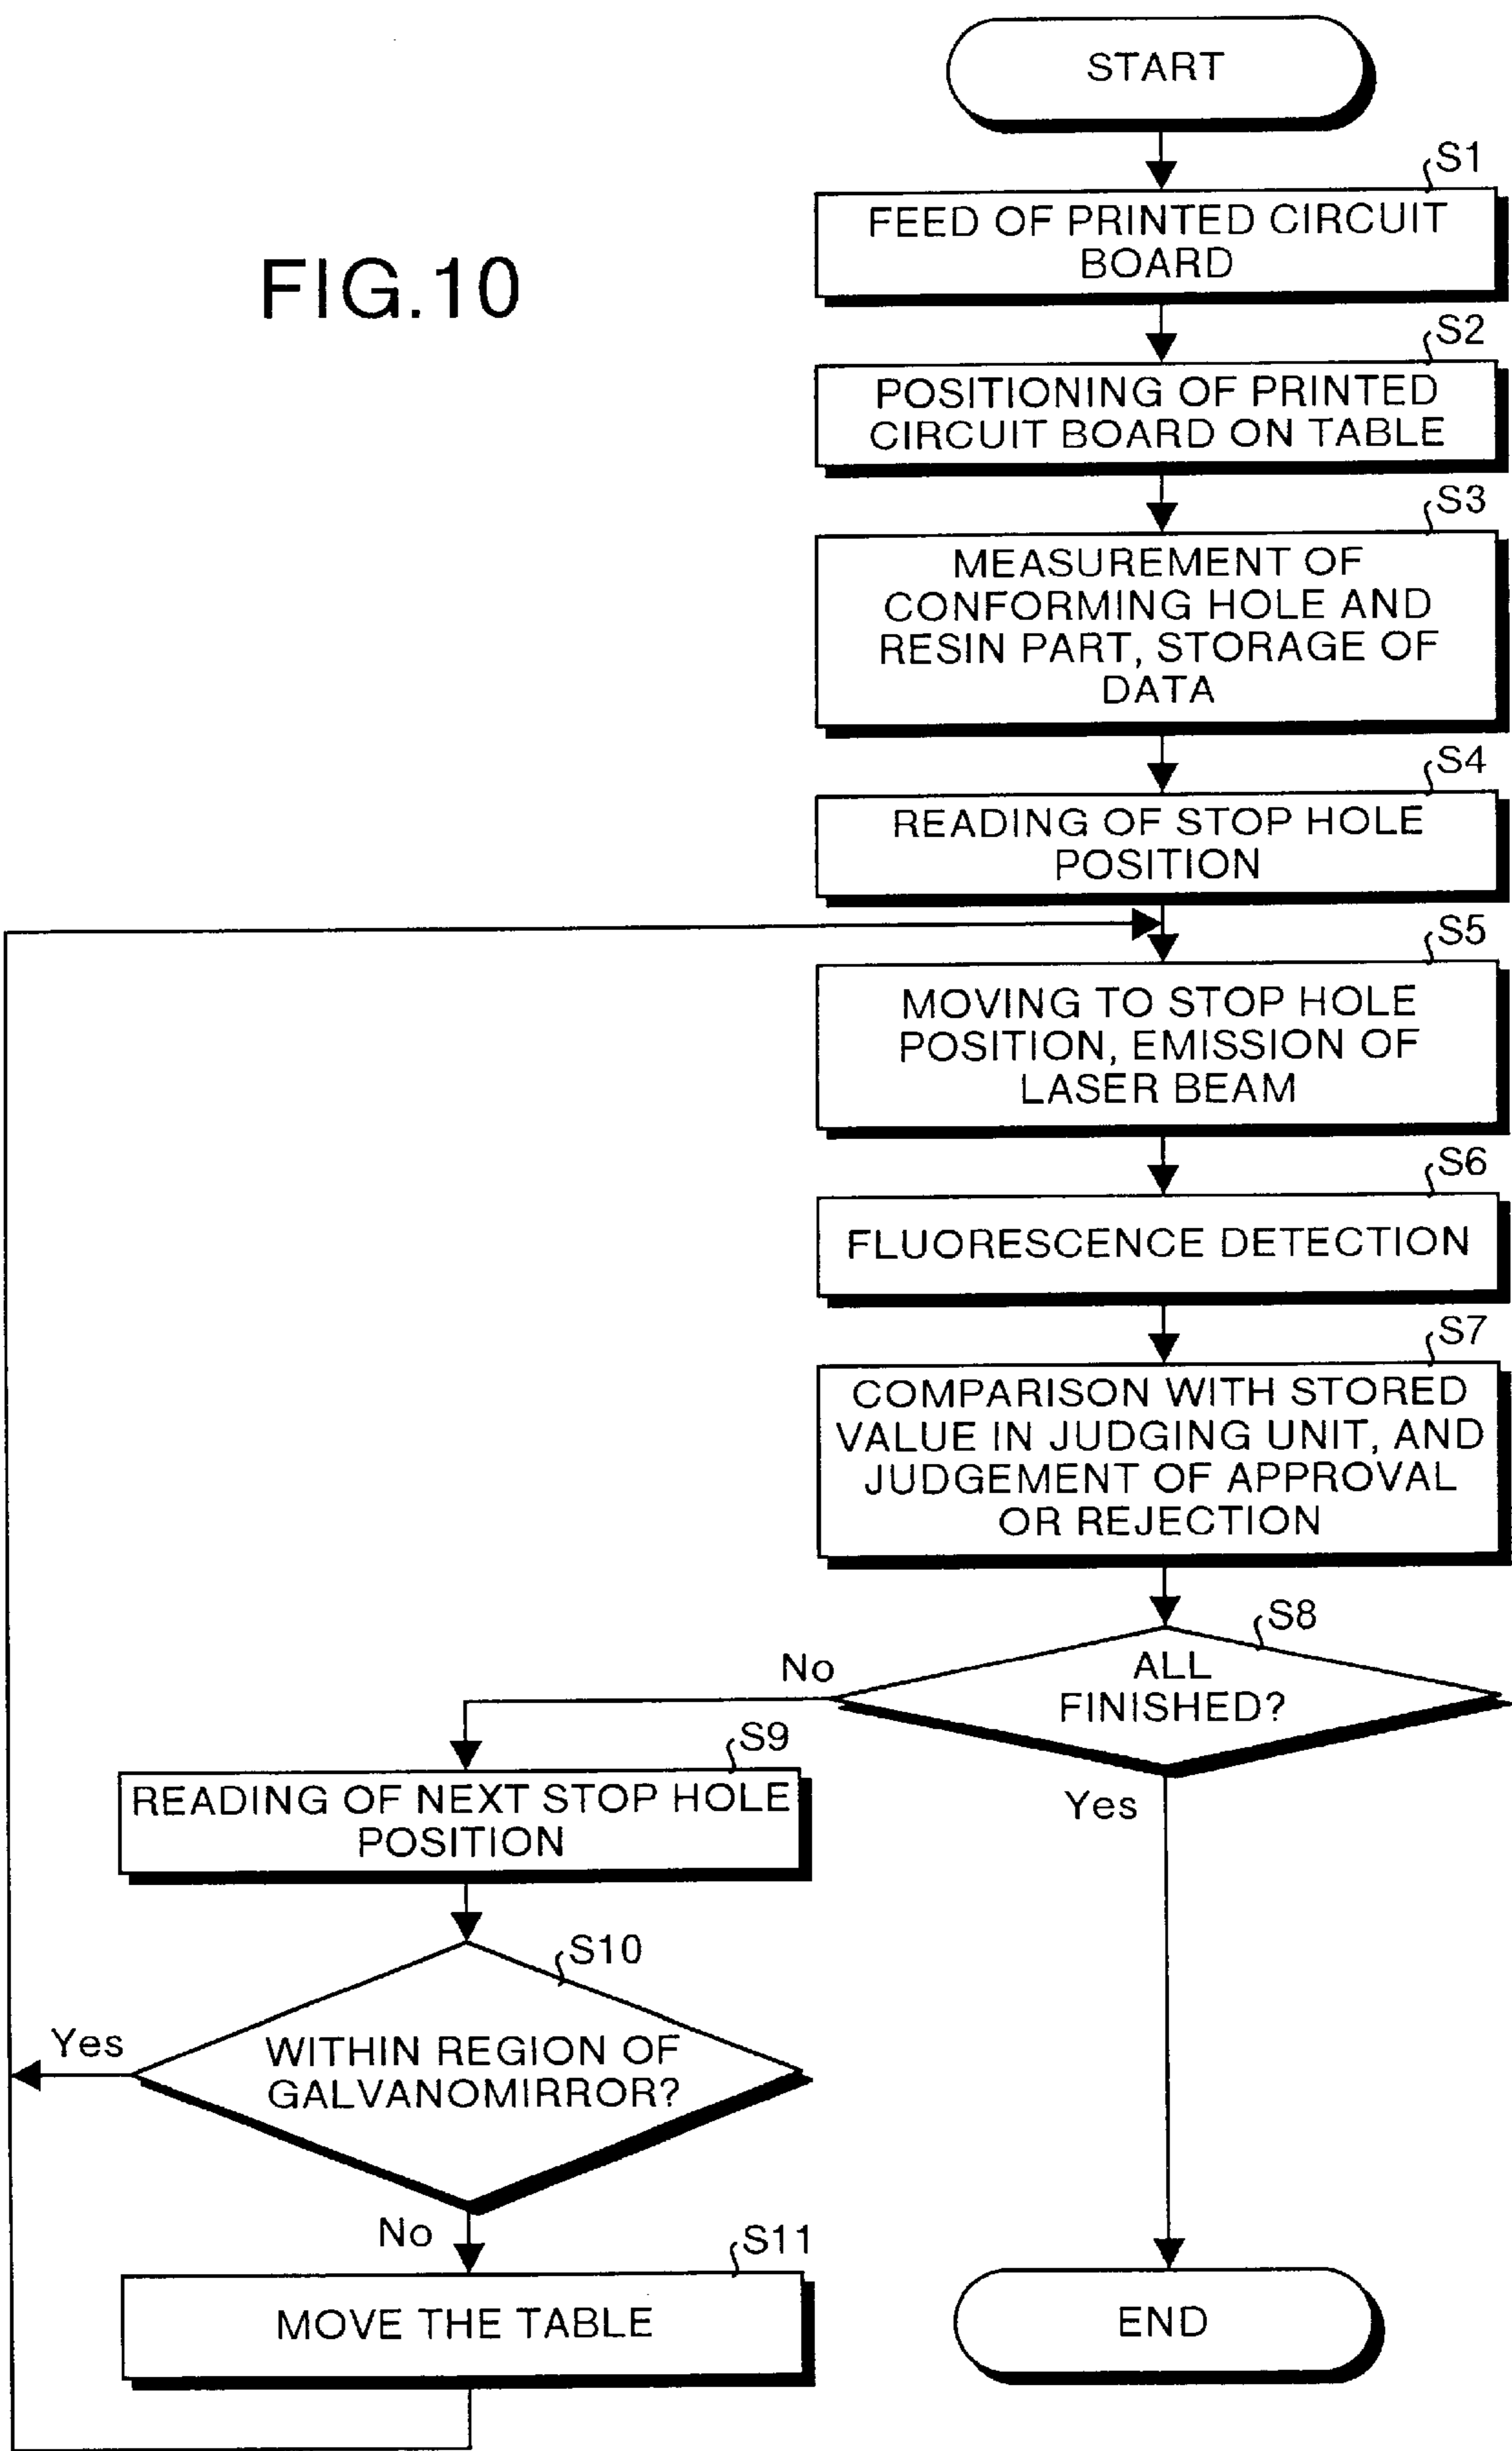 FIG.10
START
S1
FEED OF PRINTED CIRCUIT
BOARD
S2
POSITIONING OF PRINTED
CIRCUIT BOARD ON TABLE
S3
MEASUREMENT OF
CONFORMING HOLE AND
RESIN PART, STORAGE OF
DATA
S4
READING OF STOP HOLE
POSITION
S5
MOVING TO STOP HOLE
POSITION, EMISSION OF
LASER BEAM
S6
FLUORESCENCE DETECTION
S7
COMPARISON WITH STORED
VALUE IN JUDGING UNIT, AND
JUDGEMENT OF APPROVAL
OR REJECTION
S8
ALL
FINISHED?
No
Yes
S9
READING OF NEXT STOP HOLE
POSITION
S10
WITHIN REGION OF
GALVANOMIRROR?
Yes
No
S11
MOVE THE TABLE
END